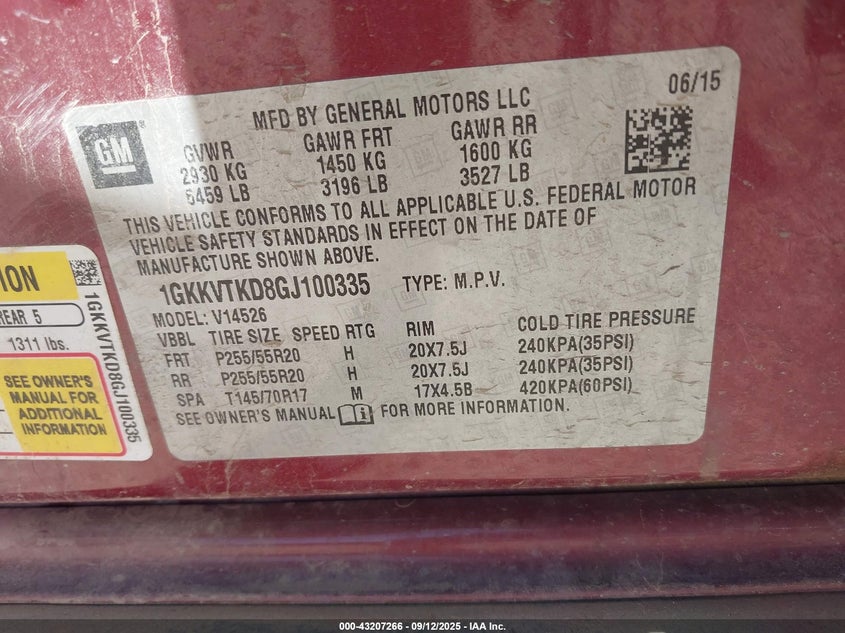 06/15
MFD BY GENERAL MOTORS LLC
GM
GVWR GAWR FRT GAWR RR
2930 KG 1450 KG 1600 KG
6459 LB 3196 LB 3527 LB
THIS VEHICLE CONFORMS TO ALL APPLICABLE U.S. FEDERAL MOTOR
VEHICLE SAFETY STANDARDS IN EFFECT ON THE DATE OF
MANUFACTURE SHOWN ABOVE.
1GKKVTKD8GJ100335 TYPE: M.P.V.
MODEL: V14526
VBBL TIRE SIZE SPEED RTG RIM COLD TIRE PRESSURE
FRT P255/55R20 H 20X7.5J 240KPA(35PSI)
RR P255/55R20 H 20X7.5J 240KPA(35PSI)
SPA T145/70R17 M 17X4.5B 420KPA(60PSI)
SEE OWNER'S MANUAL i FOR MORE INFORMATION.
ION
REAR 5
1311 lbs.
SEE OWNER'S
MANUAL FOR
ADDITIONAL
INFORMATION
1GKKVTKD8GJ100335
000-43207266 - 09/12/2025 - IAA Inc.